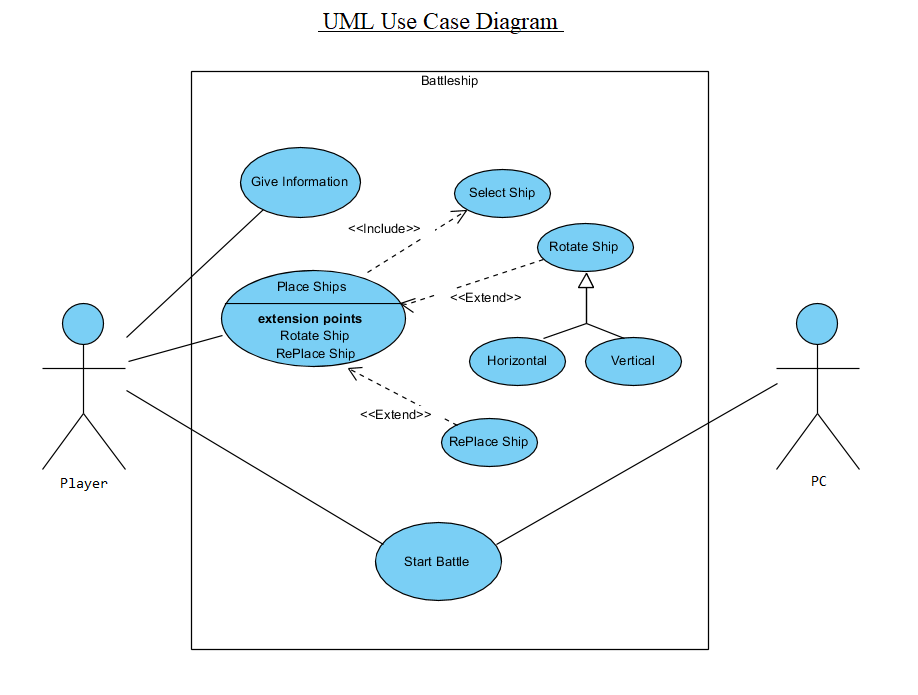 UML Use Case Diagram
Battleship
Give Information
Select Ship
<<Include>>
Rotate Ship
Place Ships
<<Extend>>
extension points
Rotate Ship
RePlace Ship
Horizontal
Vertical
<<Extend>>
RePlace Ship
Player
PC
Start Battle